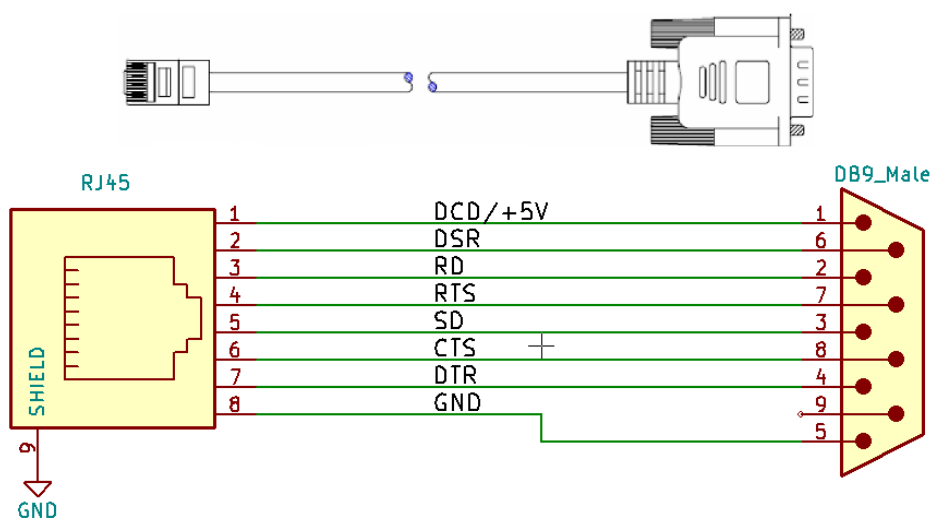 RJ45
DB9_Male
1 DCD/+5V 1
2 DSR 6
3 RD 2
4 RTS 7
5 SD 3
6 CTS 8
7 DTR 4
8 GND 9
5
SHIELD
9
GND